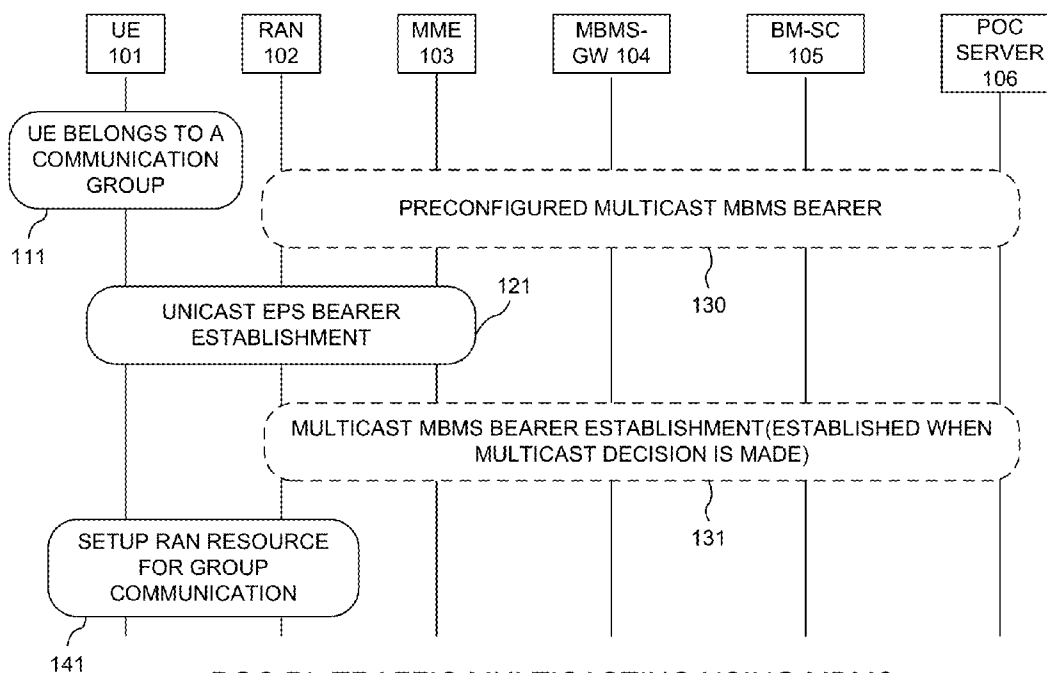 UE
101
RAN
102
MME
103
MBMS-
GW 104
BM-SC
105
POC
SERVER
106
UE BELONGS TO A
COMMUNICATION
GROUP
111
PRECONFIGURED MULTICAST MBMS BEARER
130
UNICAST EPS BEARER
ESTABLISHMENT
121
MULTICAST MBMS BEARER ESTABLISHMENT(ESTABLISHED WHEN
MULTICAST DECISION IS MADE)
131
SETUP RAN RESOURCE
FOR GROUP
COMMUNICATION
141